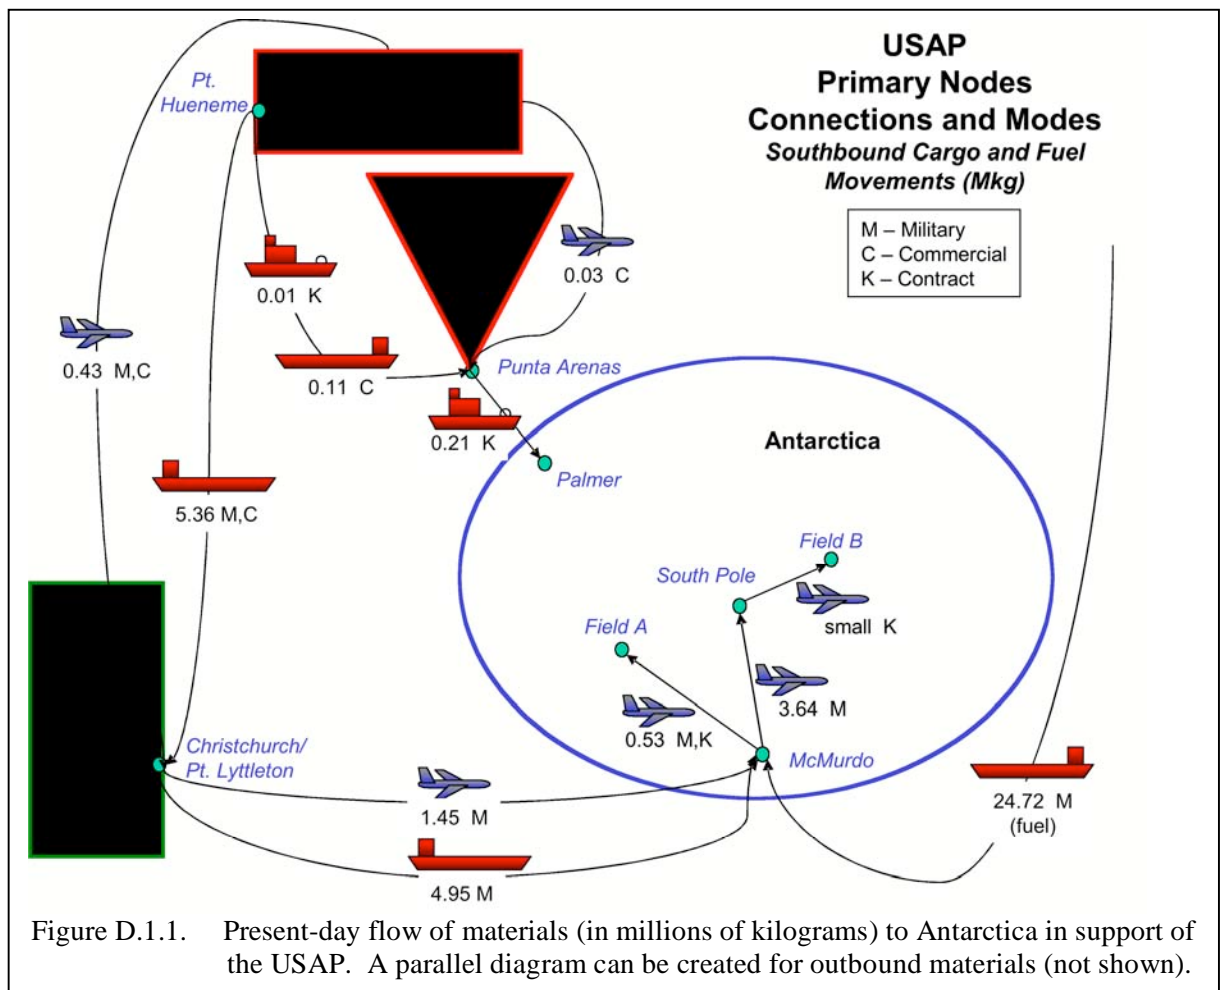 USAP
Primary Nodes
Connections and Modes
Southbound Cargo and Fuel
Movements (Mkg)
M – Military
C – Commercial
K – Contract
Pt.
Hueneme
0.01 K
0.03 C
0.43 M,C
0.11 C
Punta Arenas
0.21 K
Antarctica
Palmer
5.36 M,C
Field B
South Pole
small K
Field A
3.64 M
0.53 M,K
Christchurch/
Pt. Lyttleton
McMurdo
1.45 M
24.72 M
(fuel)
4.95 M
Figure D.1.1. Present-day flow of materials (in millions of kilograms) to Antarctica in support of
the USAP. A parallel diagram can be created for outbound materials (not shown).